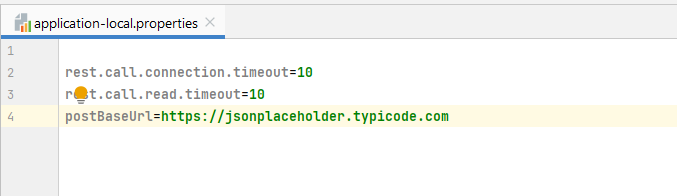 application-local.properties
1
2 rest.call.connection.timeout=10
3 rest.call.read.timeout=10
4 postBaseUrl=https://jsonplaceholder.typicode.com